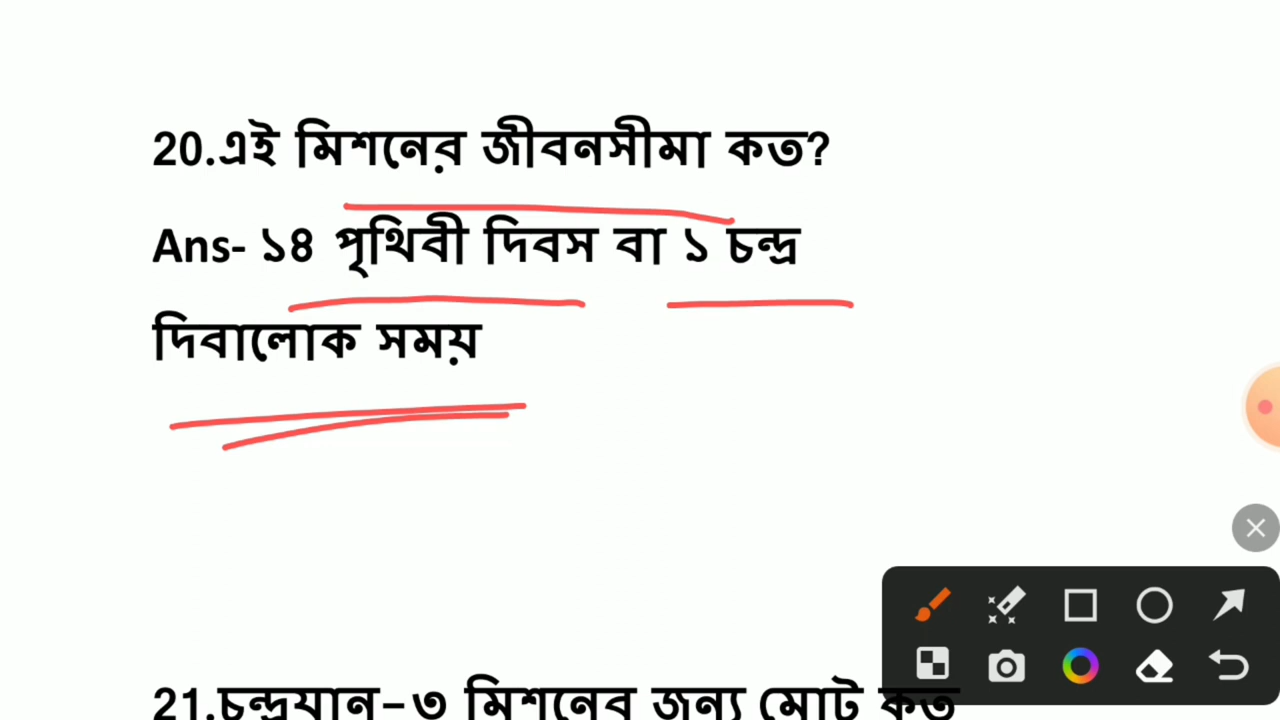 20.এই মিশনের জীবনসীমা কত?
Ans- ১৪ পৃথিবী দিবস বা ১ চন্দ্র
দিবালোক সময়
21.চন্দ্রযান-৩ মিশনের জন্য মোট কত